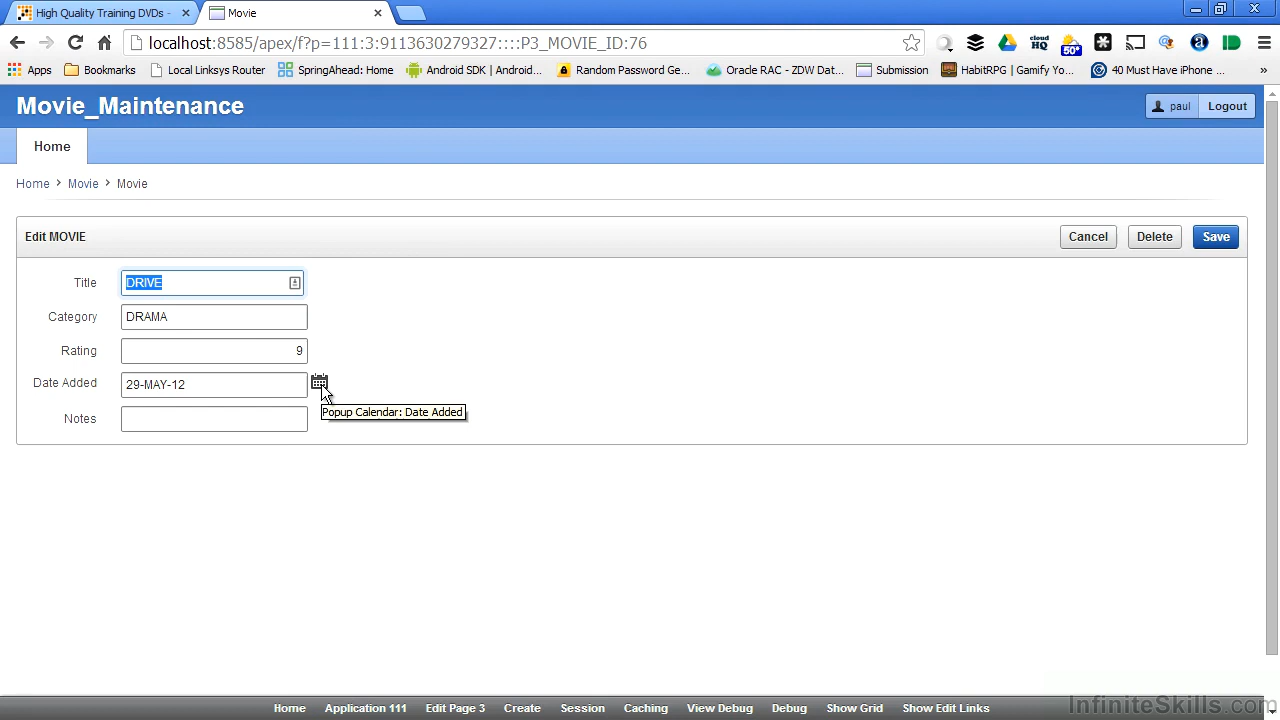 High Quality Training DVDs -
Movie
localhost:8585/apex/f?p=111:3:9113630279327::::P3_MOVIE_ID:76
cloud HQ
50°
Apps
Bookmarks
Local Linksys Router
SpringAhead: Home
Android SDK | Android...
Random Password Ge...
Oracle RAC - ZDW Dat...
Submission
HabitRPG | Gamify Yo...
40 Must Have iPhone ...
»
Movie_Maintenance
paul
Logout
Home
Home > Movie > Movie
Edit MOVIE
Cancel
Delete
Save
Title DRIVE
Category DRAMA
Rating 9
Date Added 29-MAY-12
Popup Calendar: Date Added
Notes
Home Application 111 Edit Page 3 Create Session Caching View Debug Debug Show Grid Show Edit Links
InfiniteSkills.com